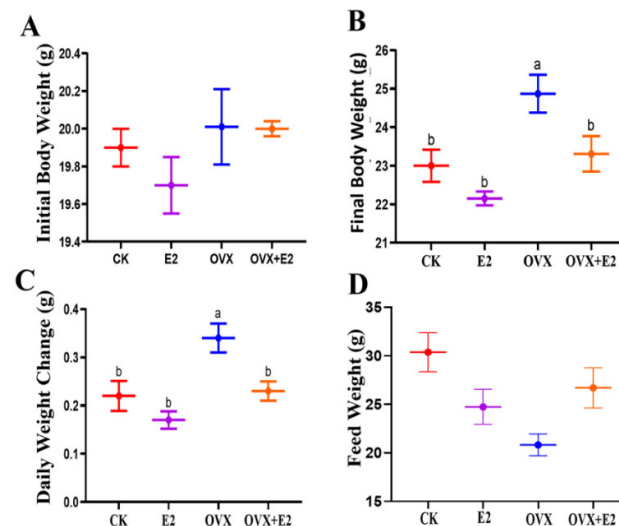 A
Initial Body Weight (g)
20.4
20.2
20.0
19.8
19.6
19.4
CK E2 OVX OVX+E2
B
Final Body Weight (g)
26
25
24
23
22
21
b b a b
CK E2 OVX OVX+E2
C
Daily Weight Change (g)
0.4
0.3
0.2
0.1
0.0
b b a b
CK E2 OVX OVX+E2
D
Feed Weight (g)
35
30
25
20
15
CK E2 OVX OVX+E2